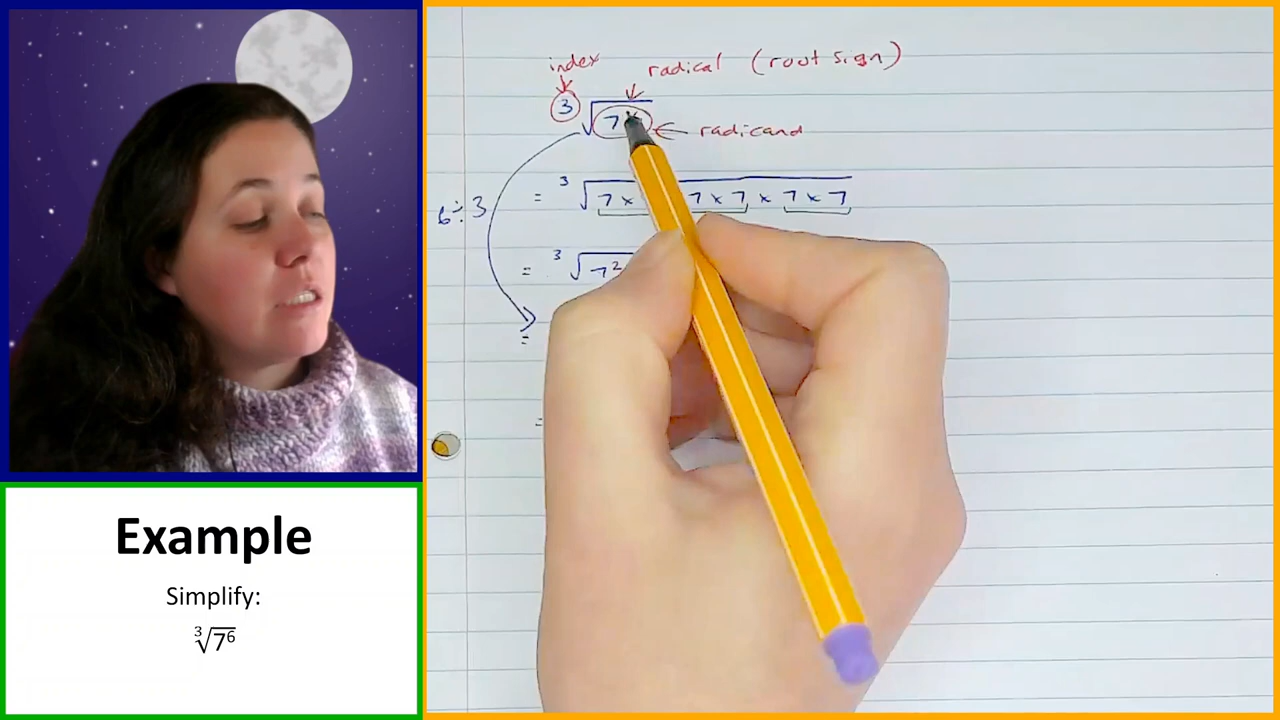 index
radical (root sign)
3√7
radicand
= 3√7 × 7 × 7 × 7 × 7
6 ÷ 3
= 3√7²
=
=
Example
Simplify:
∛7⁶